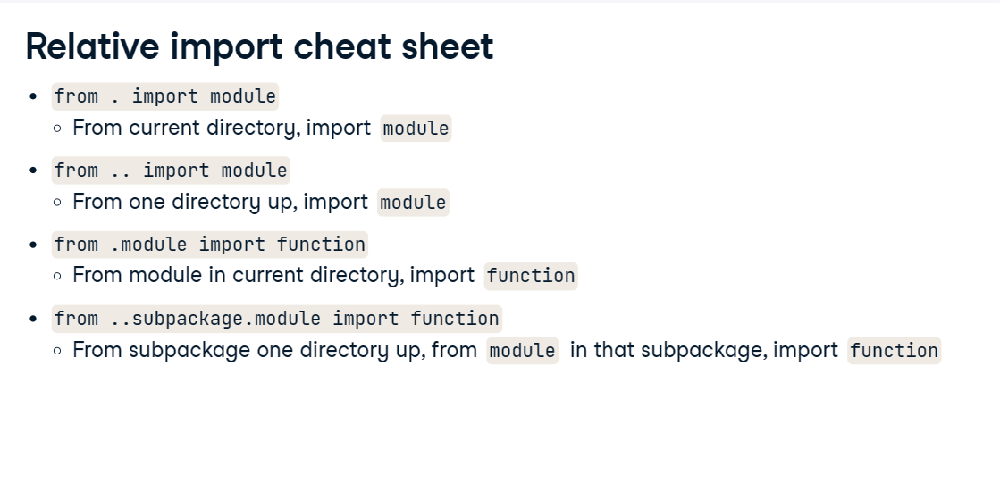 Relative import cheat sheet
• from . import module
○ From current directory, import module
• from .. import module
○ From one directory up, import module
• from .module import function
○ From module in current directory, import function
• from ..subpackage.module import function
○ From subpackage one directory up, from module in that subpackage, import function